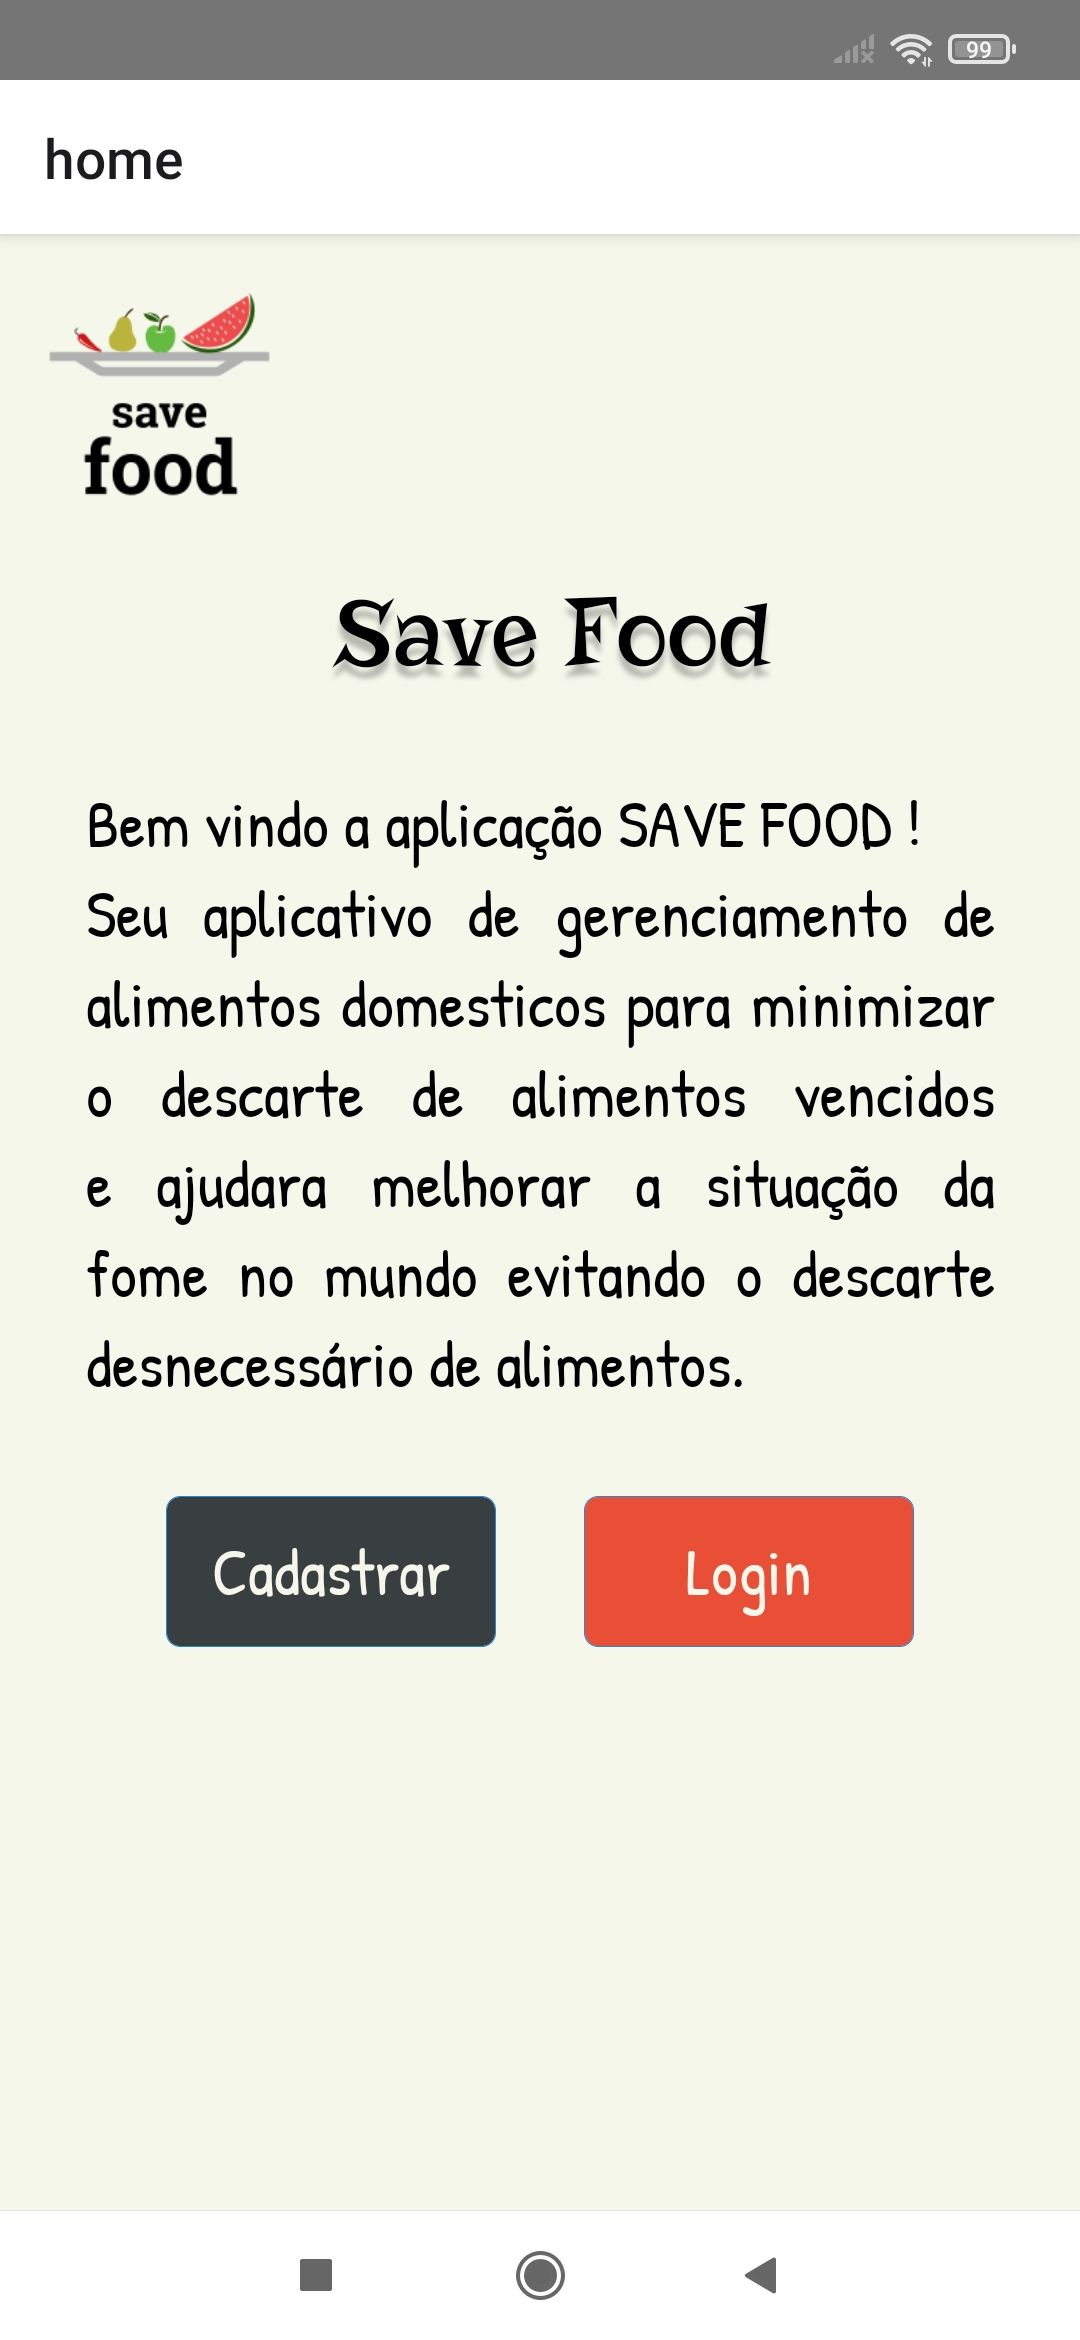 99
home
save
food
Save Food
Bem vindo a aplicação SAVE FOOD !
Seu aplicativo de gerenciamento de
alimentos domesticos para minimizar
o descarte de alimentos vencidos
e ajudara melhorar a situação da
fome no mundo evitando o descarte
desnecessário de alimentos.
Cadastrar
Login